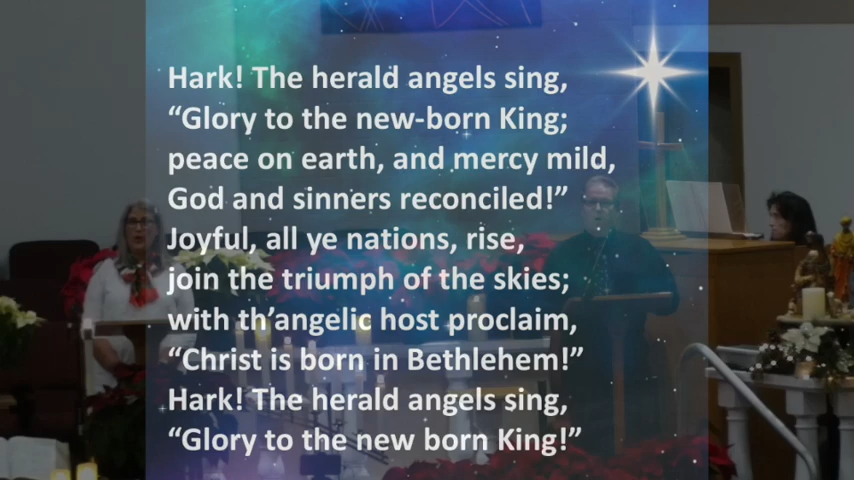 Hark! The herald angels sing,
“Glory to the new-born King;
peace on earth, and mercy mild,
God and sinners reconciled!”
Joyful, all ye nations, rise,
join the triumph of the skies;
with th’angelic host proclaim,
“Christ is born in Bethlehem!”
Hark! The herald angels sing,
“Glory to the new born King!”